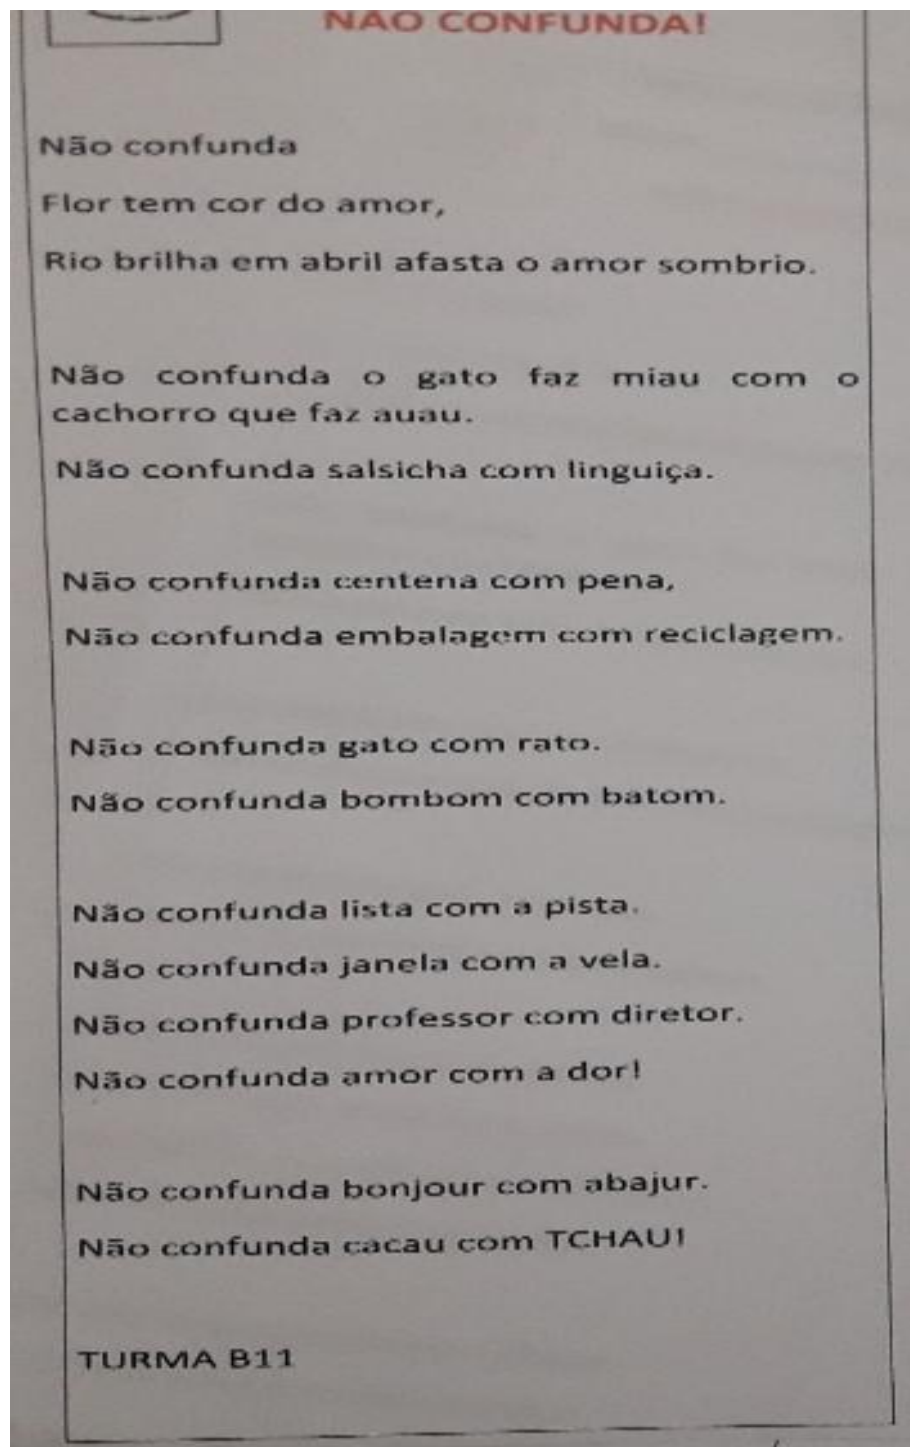 NÃO CONFUNDA!
Não confunda
Flor tem cor do amor,
Rio brilha em abril afasta o amor sombrio.
Não confunda o gato faz miau com o
cachorro que faz auau.
Não confunda salsicha com linguiça.
Não confunda centena com pena,
Não confunda embalagem com reciclagem.
Não confunda gato com rato.
Não confunda bombom com batom.
Não confunda lista com a pista.
Não confunda janela com a vela.
Não confunda professor com diretor.
Não confunda amor com a dor!
Não confunda bonjour com abajur.
Não confunda cacau com TCHAU!
TURMA B11